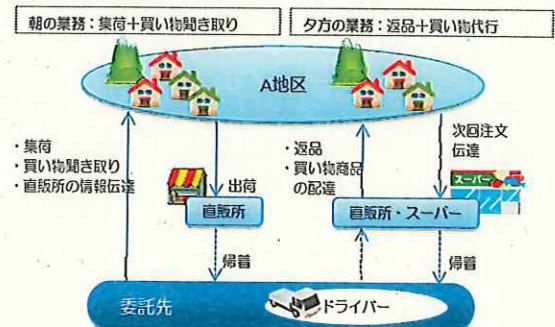 朝の業務：集荷＋買い物聞き取り
夕方の業務：返品＋買い物代行
A地区
・集荷
・買い物聞き取り
・直販所の情報伝達
出荷
直販所
帰着
・返品
・買い物商品
の配達
次回注文
伝達
スーパー
直販所・スーパー
帰着
委託先
ドライバー